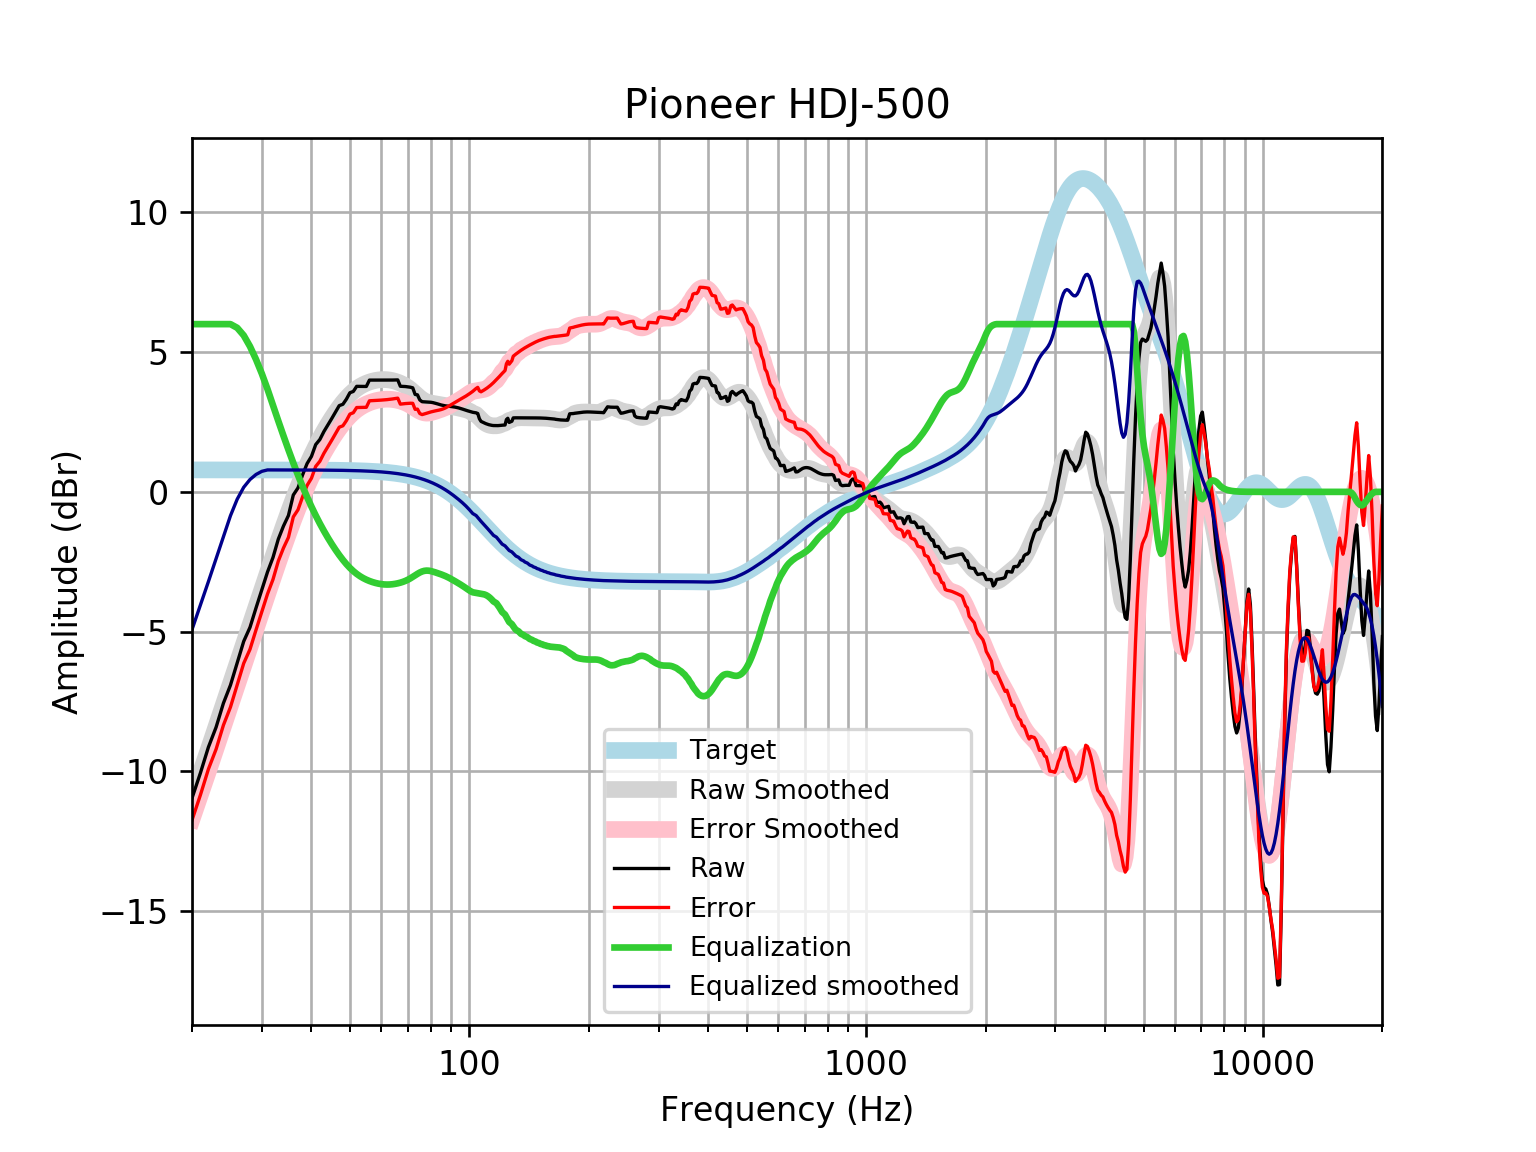 Pioneer HDJ-500
Amplitude (dBr)
10
5
0
−5
−10
−15
Target
Raw Smoothed
Error Smoothed
Raw
Error
Equalization
Equalized smoothed
100
1000
10000
Frequency (Hz)